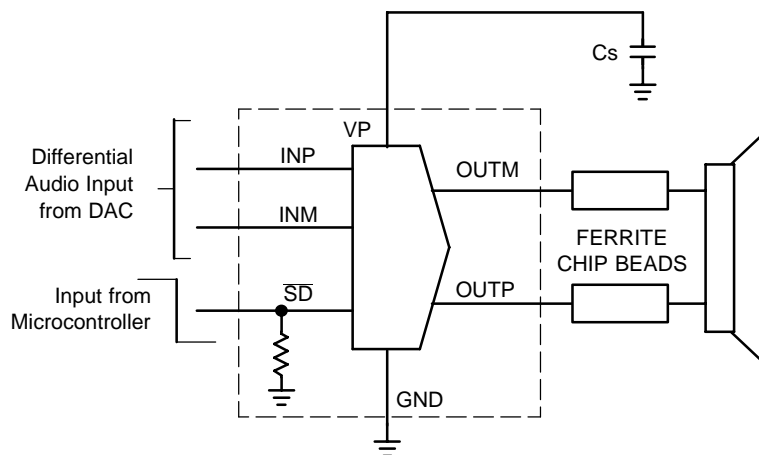 Cs
VP
Differential
Audio Input
from DAC
INP
INM
OUTM
FERRITE
CHIP BEADS
Input from
Microcontroller
SD
OUTP
GND